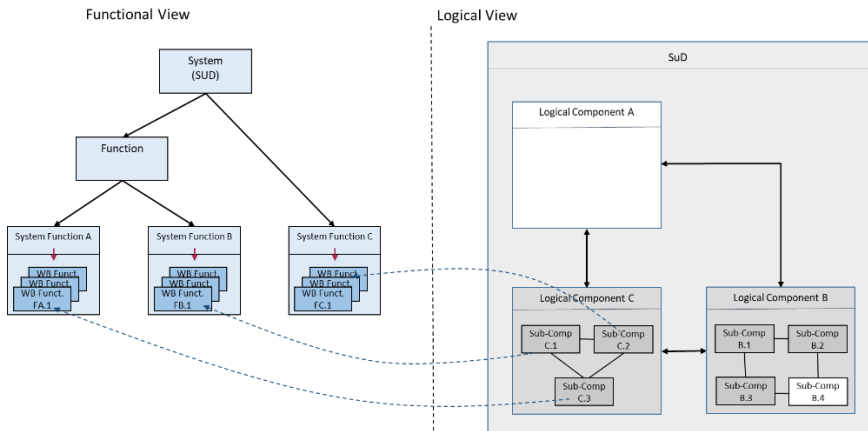 Functional View
Logical View
System
(SUD)
Function
System Function A
System Function B
System Function C
WB Funct
WB Funct
WB Funct.
FA.1
WB Funct
WB Funct
WB Funct.
FB.1
WB Funct
WB Funct
WB Funct.
FC.1
SuD
Logical Component A
Logical Component C
Sub-Comp
C.1
Sub-Comp
C.2
Sub-Comp
C.3
Logical Component B
Sub-Comp
B.1
Sub-Comp
B.2
Sub-Comp
B.3
Sub-Comp
B.4